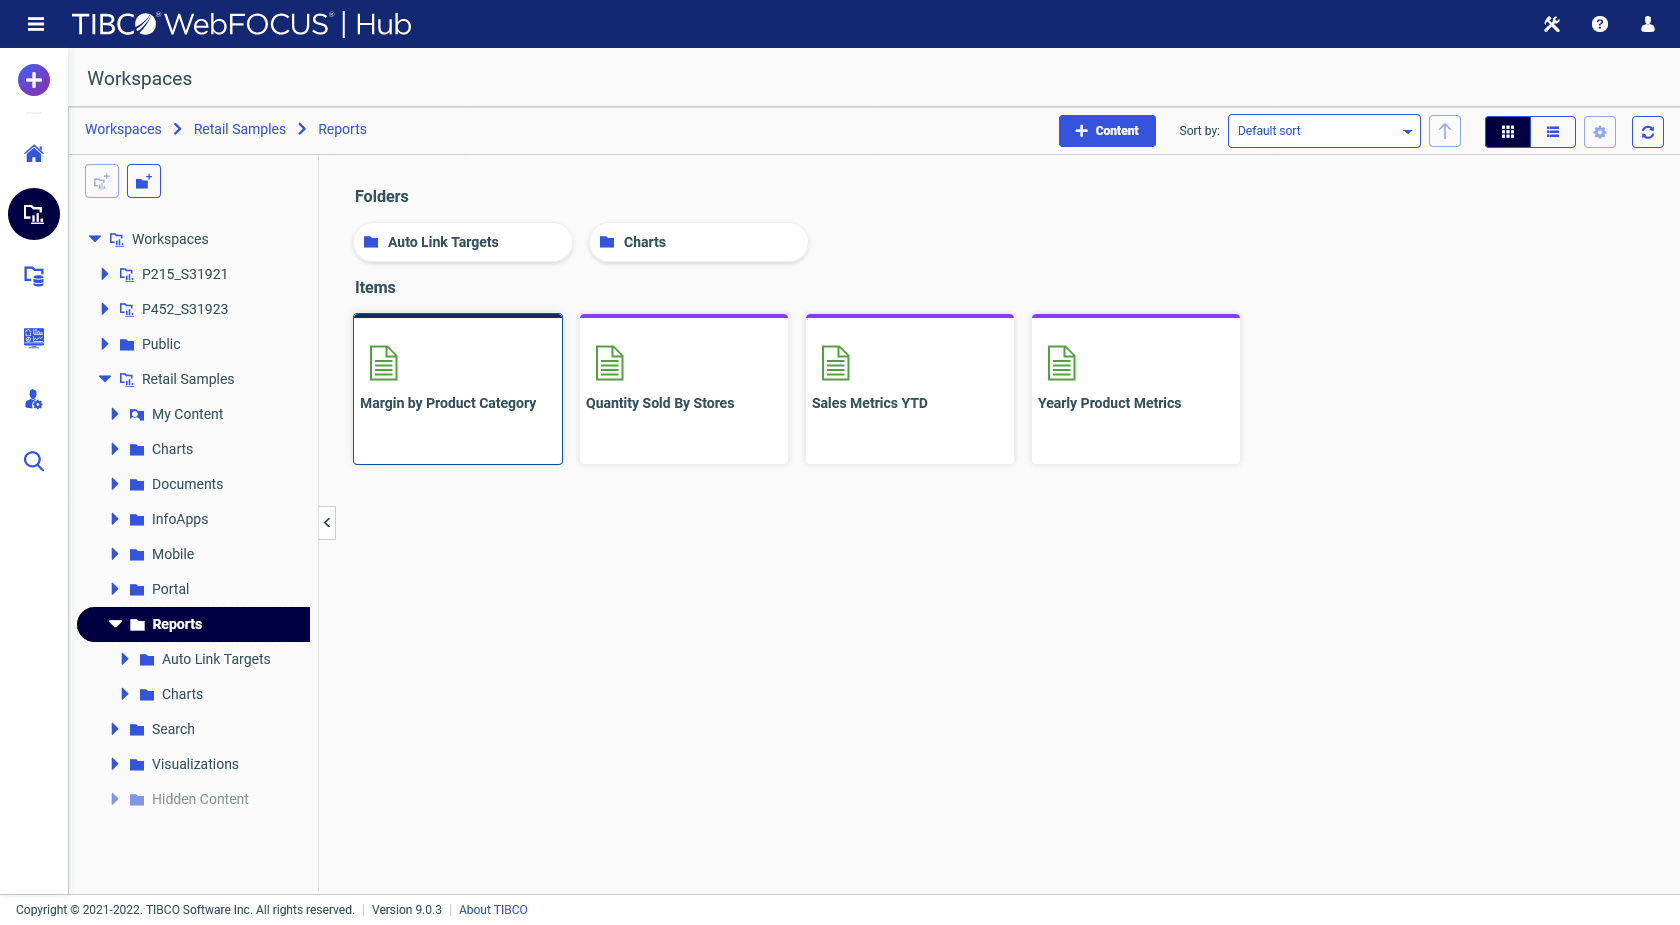 TIBCO® WebFOCUS® | Hub
Workspaces
Workspaces > Retail Samples > Reports
+ Content
Sort by:
Default sort
Workspaces
P215_S31921
P452_S31923
Public
Retail Samples
My Content
Charts
Documents
InfoApps
Mobile
Portal
Reports
Auto Link Targets
Charts
Search
Visualizations
Hidden Content
Folders
Auto Link Targets
Charts
Items
Margin by Product Category
Quantity Sold By Stores
Sales Metrics YTD
Yearly Product Metrics
Copyright © 2021-2022. TIBCO Software Inc. All rights reserved. | Version 9.0.3 | About TIBCO